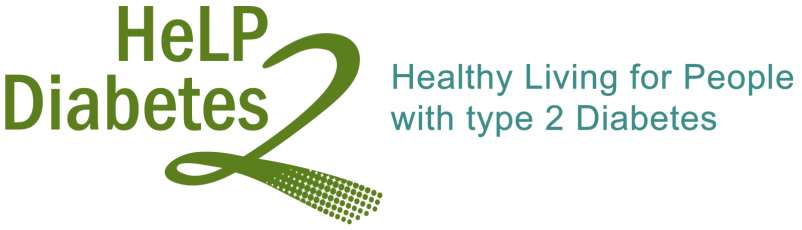 HeLP
Diabetes
2
Healthy Living for People
with type 2 Diabetes